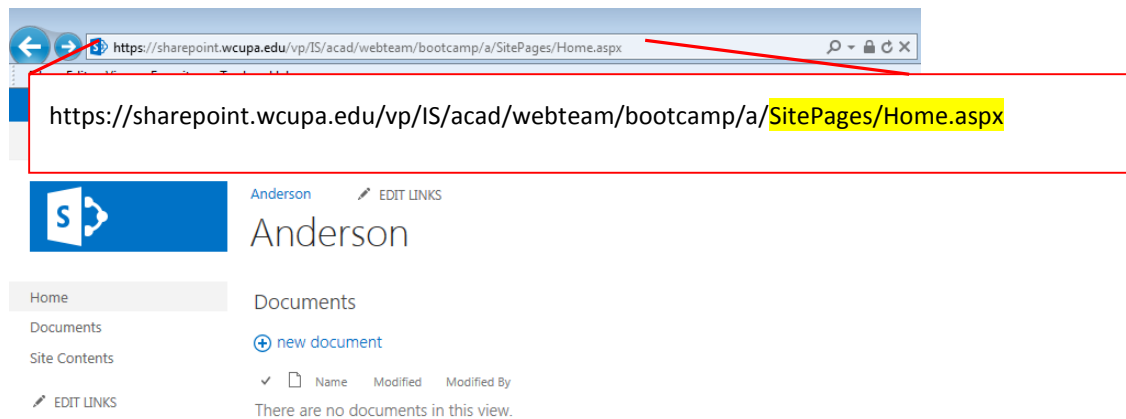 https://sharepoint.wcupa.edu/vp/IS/acad/webteam/bootcamp/a/SitePages/Home.aspx
https://sharepoint.wcupa.edu/vp/IS/acad/webteam/bootcamp/a/SitePages/Home.aspx
S
Anderson EDIT LINKS
Anderson
Home
Documents
Site Contents
EDIT LINKS
Documents
new document
Name Modified Modified By
There are no documents in this view.